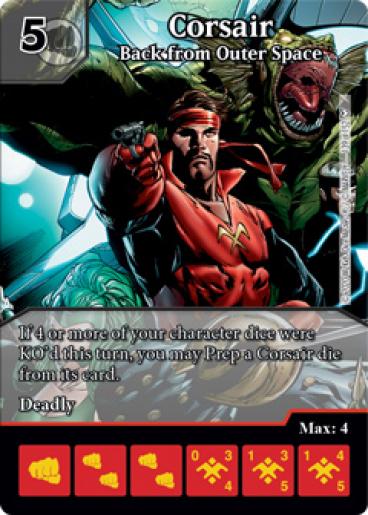 5
Corsair
Back from Outer Space
If 4 or more of your character dice were
KO'd this turn, you may Prep a Corsair die
from its card.
Deadly
Max: 4
0 3
4
1 3
5
1 4
5